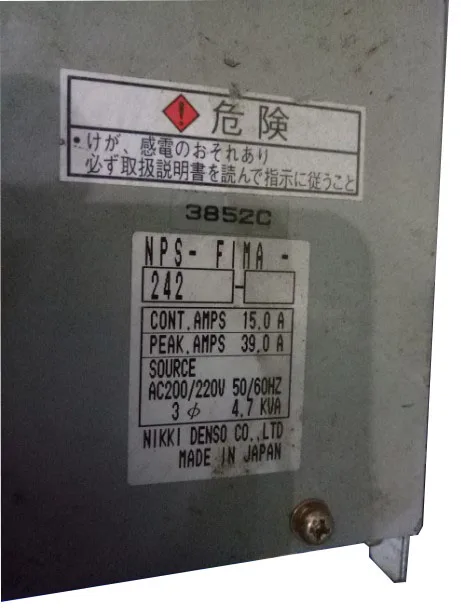 危険
・けが、感電のおそれあり
必ず取扱説明書を読んで指示に従うこと
3852C
NPS- FIMA -
242 -
CONT.AMPS 15.0 A
PEAK.AMPS 39.0 A
SOURCE
AC200/220V 50/60HZ
3 φ 4.7 KVA
NIKKI DENSO CO.,LTD
MADE IN JAPAN